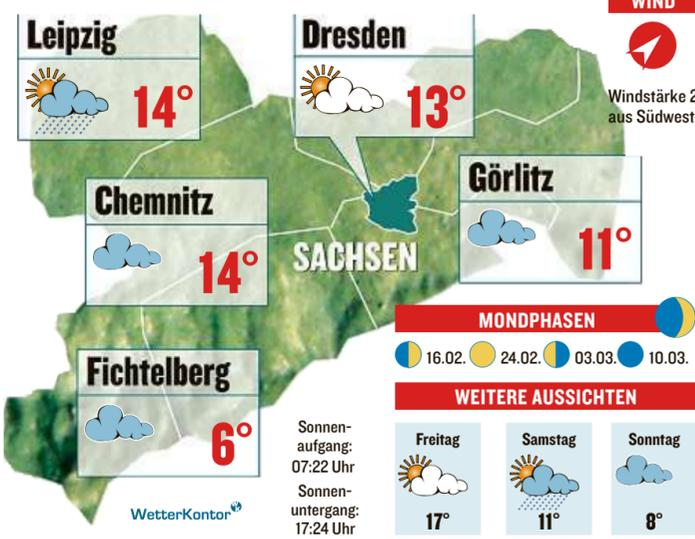 WIND
Leipzig
14°
Dresden
13°
Windstärke 2
aus Südwest
Chemnitz
14°
Görlitz
11°
SACHSEN
Fichtelberg
6°
MONDPHASEN
16.02. 24.02. 03.03. 10.03.
WEITERE AUSSICHTEN
Sonnen-
aufgang:
07:22 Uhr
Sonnen-
untergang:
17:24 Uhr
Freitag
17°
Samstag
11°
Sonntag
8°
WetterKontor